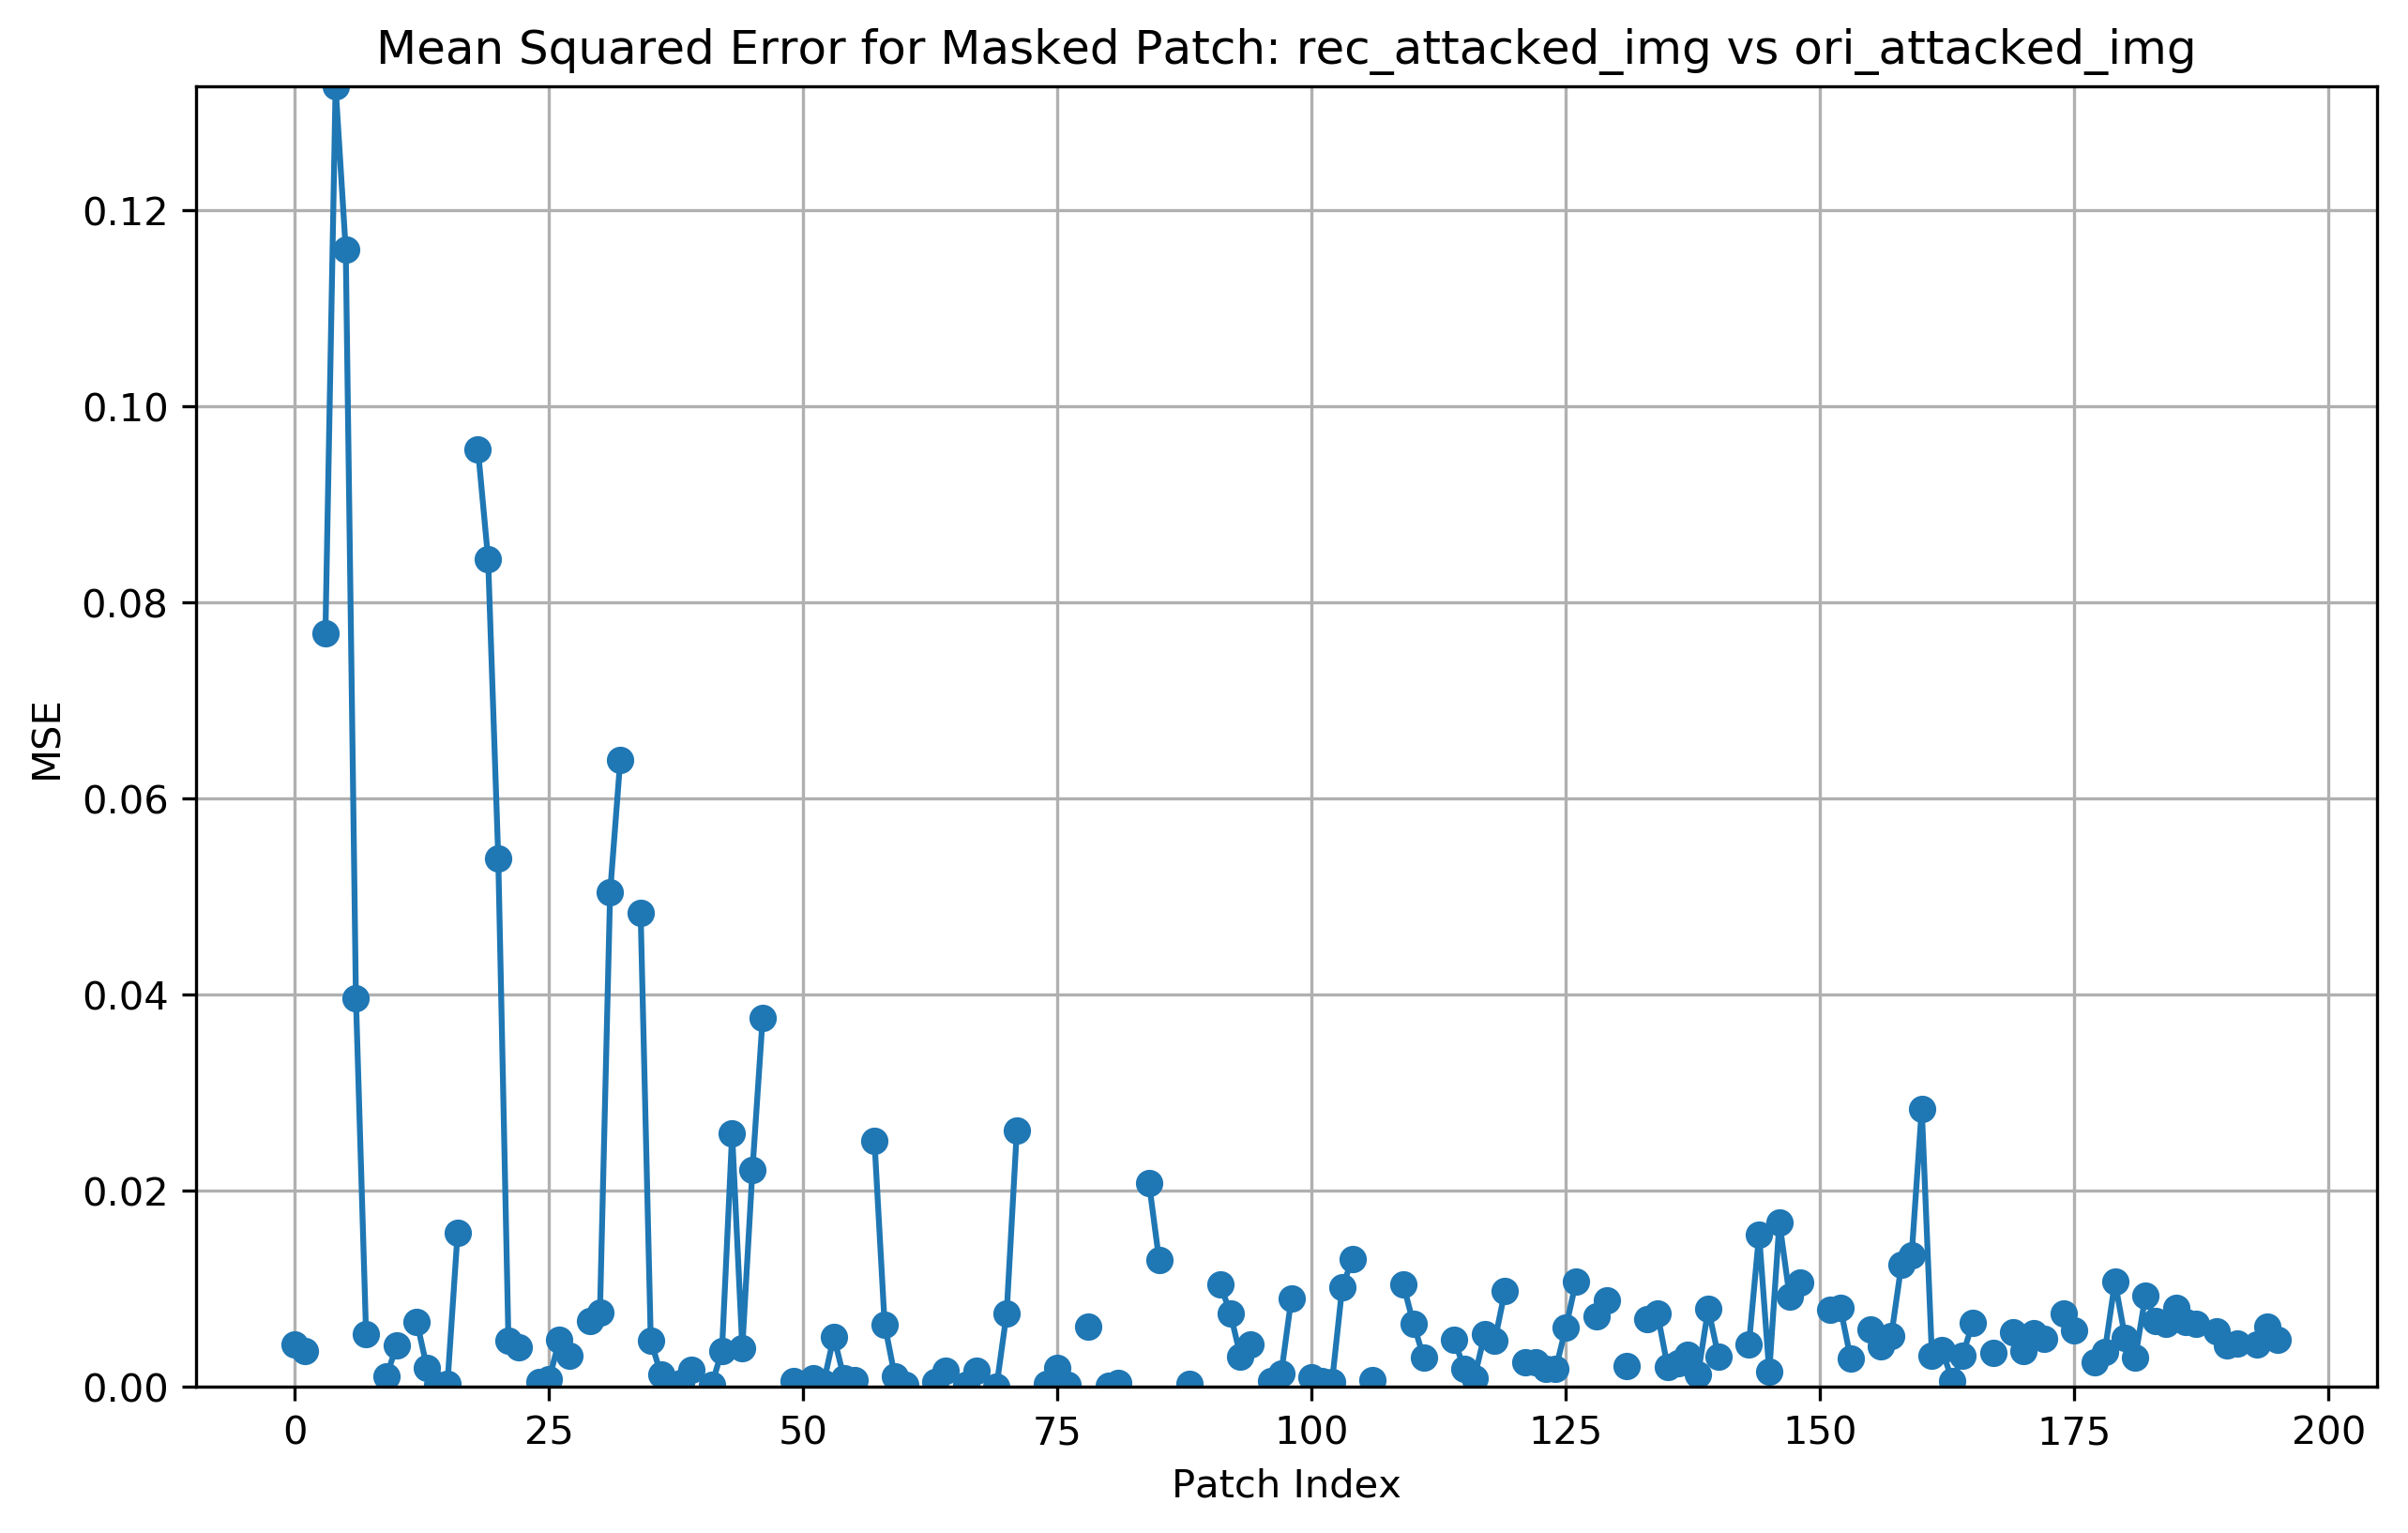 Mean Squared Error for Masked Patch: rec_attacked_img vs ori_attacked_img
0.12
0.10
0.08
0.06
0.04
0.02
0.00
MSE
0 25 50 75 100 125 150 175 200
Patch Index